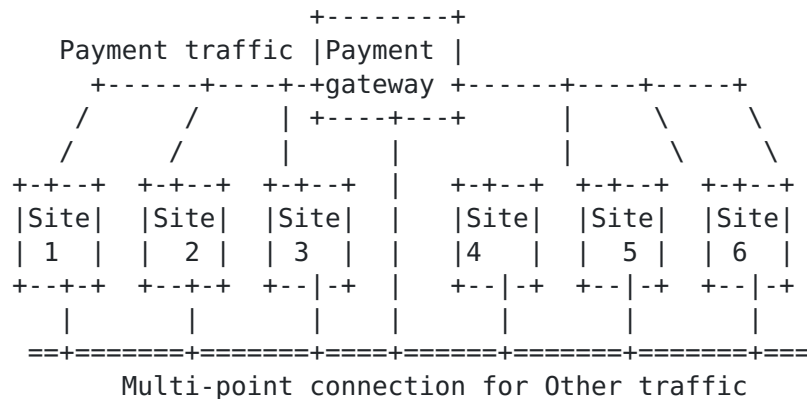 Payment traffic Payment
gateway
Site Site Site Site Site Site
1 2 3 4 5 6
Multi-point connection for Other traffic